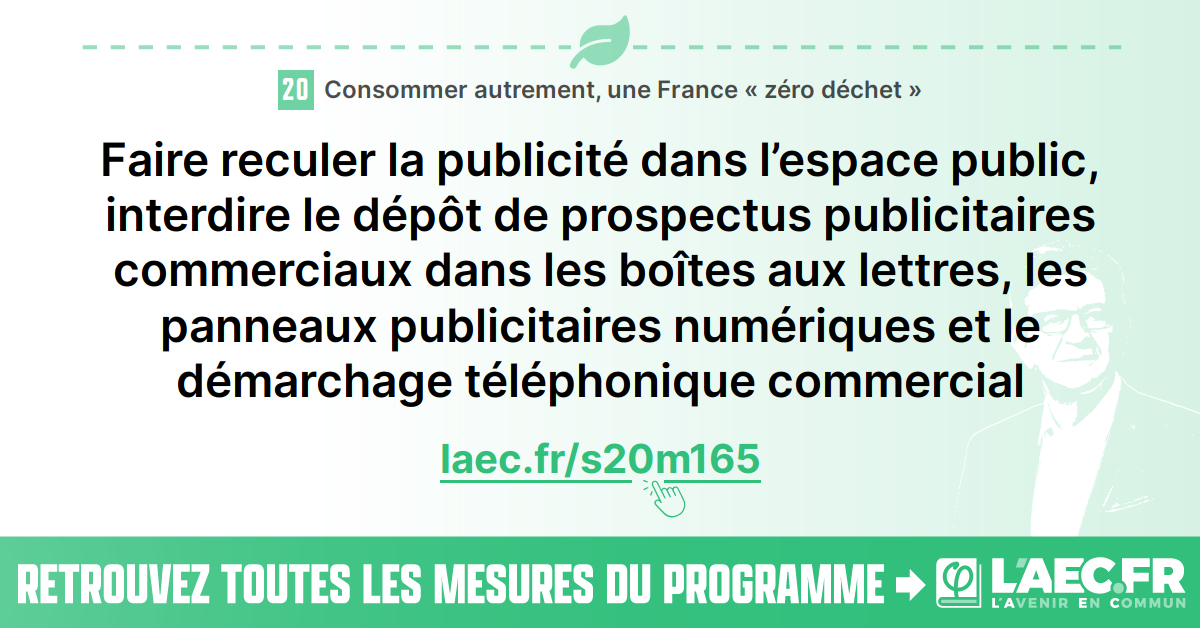 20 Consommer autrement, une France « zéro déchet »
Faire reculer la publicité dans l’espace public,
interdire le dépôt de prospectus publicitaires
commerciaux dans les boîtes aux lettres, les
panneaux publicitaires numériques et le
démarchage téléphonique commercial
laec.fr/s20m165
RETROUVEZ TOUTES LES MESURES DU PROGRAMME
φ L'AEC.FR
L'AVENIR EN COMMUN